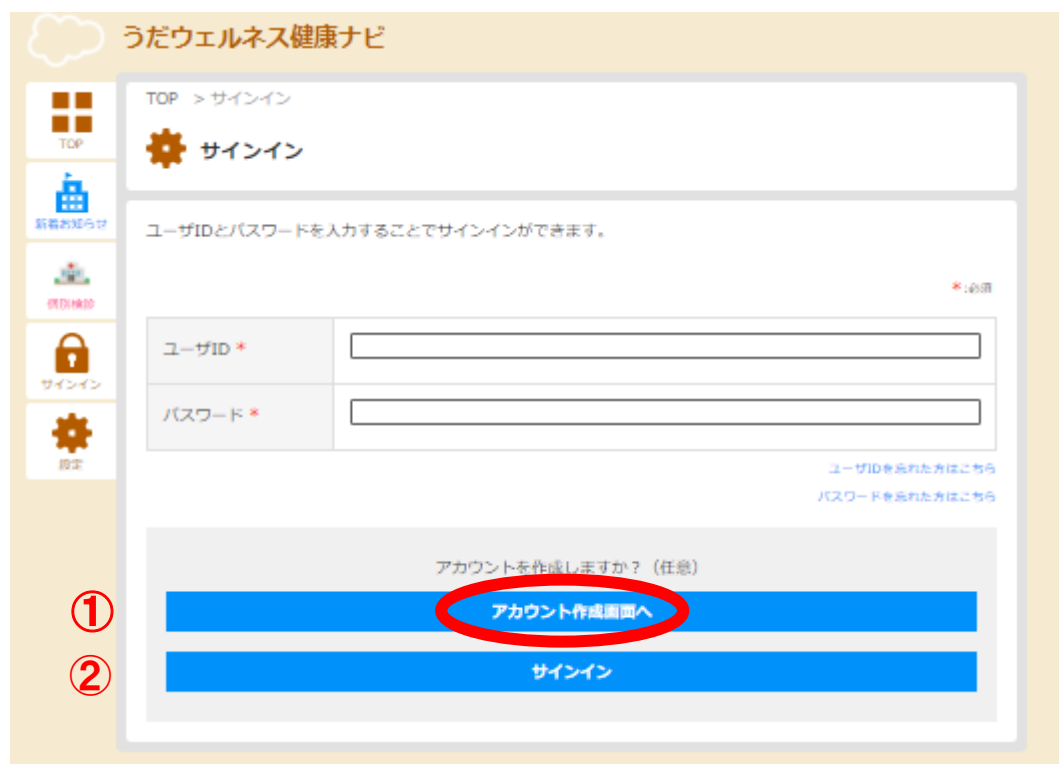 うだウェルネス健康ナビ
TOP
新着お知らせ
個別検診
サインイン
設定
TOP >サインイン
サインイン
ユーザIDとパスワードを入力することでサインインができます。
*:必須
ユーザID *
パスワード *
ユーザIDを忘れた方はこちら
パスワードを忘れた方はこちら
アカウントを作成しますか？（任意）
① アカウント作成画面へ
② サインイン